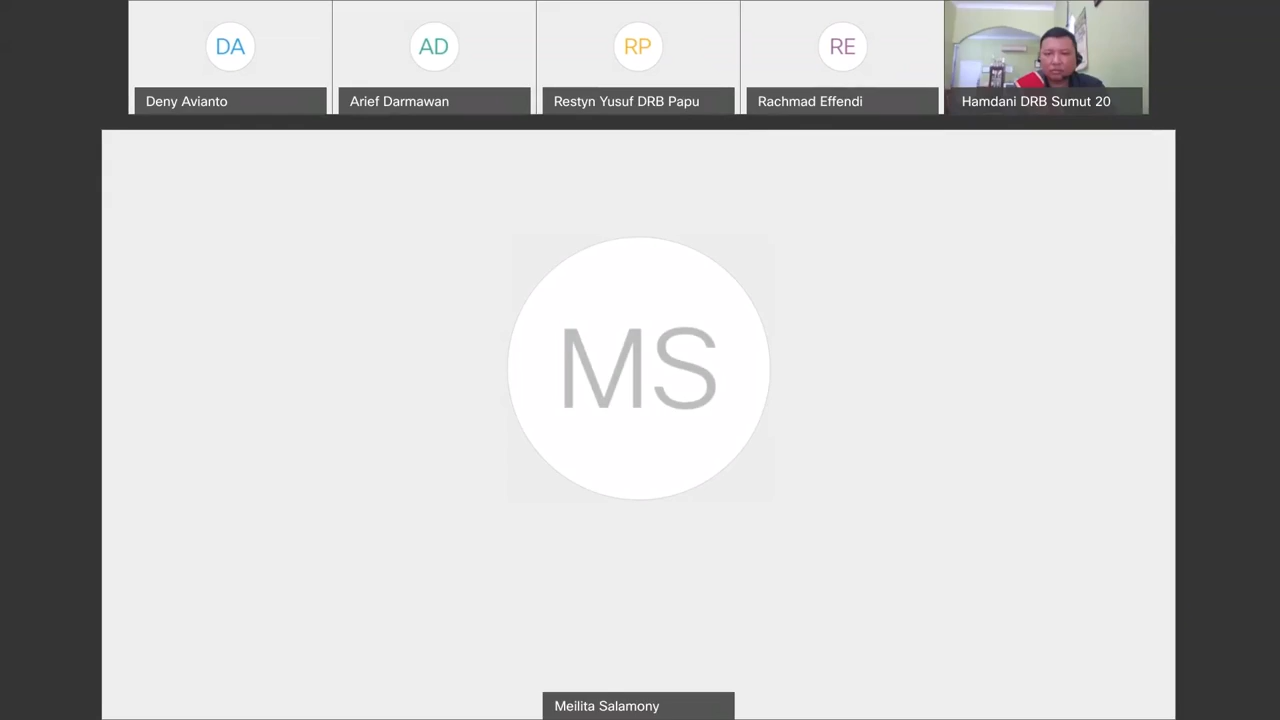 DA
Deny Avianto
AD
Arief Darmawan
RP
Restyn Yusuf DRB Papu
RE
Rachmad Effendi
Hamdani DRB Sumut 20
MS
Meilita Salamony